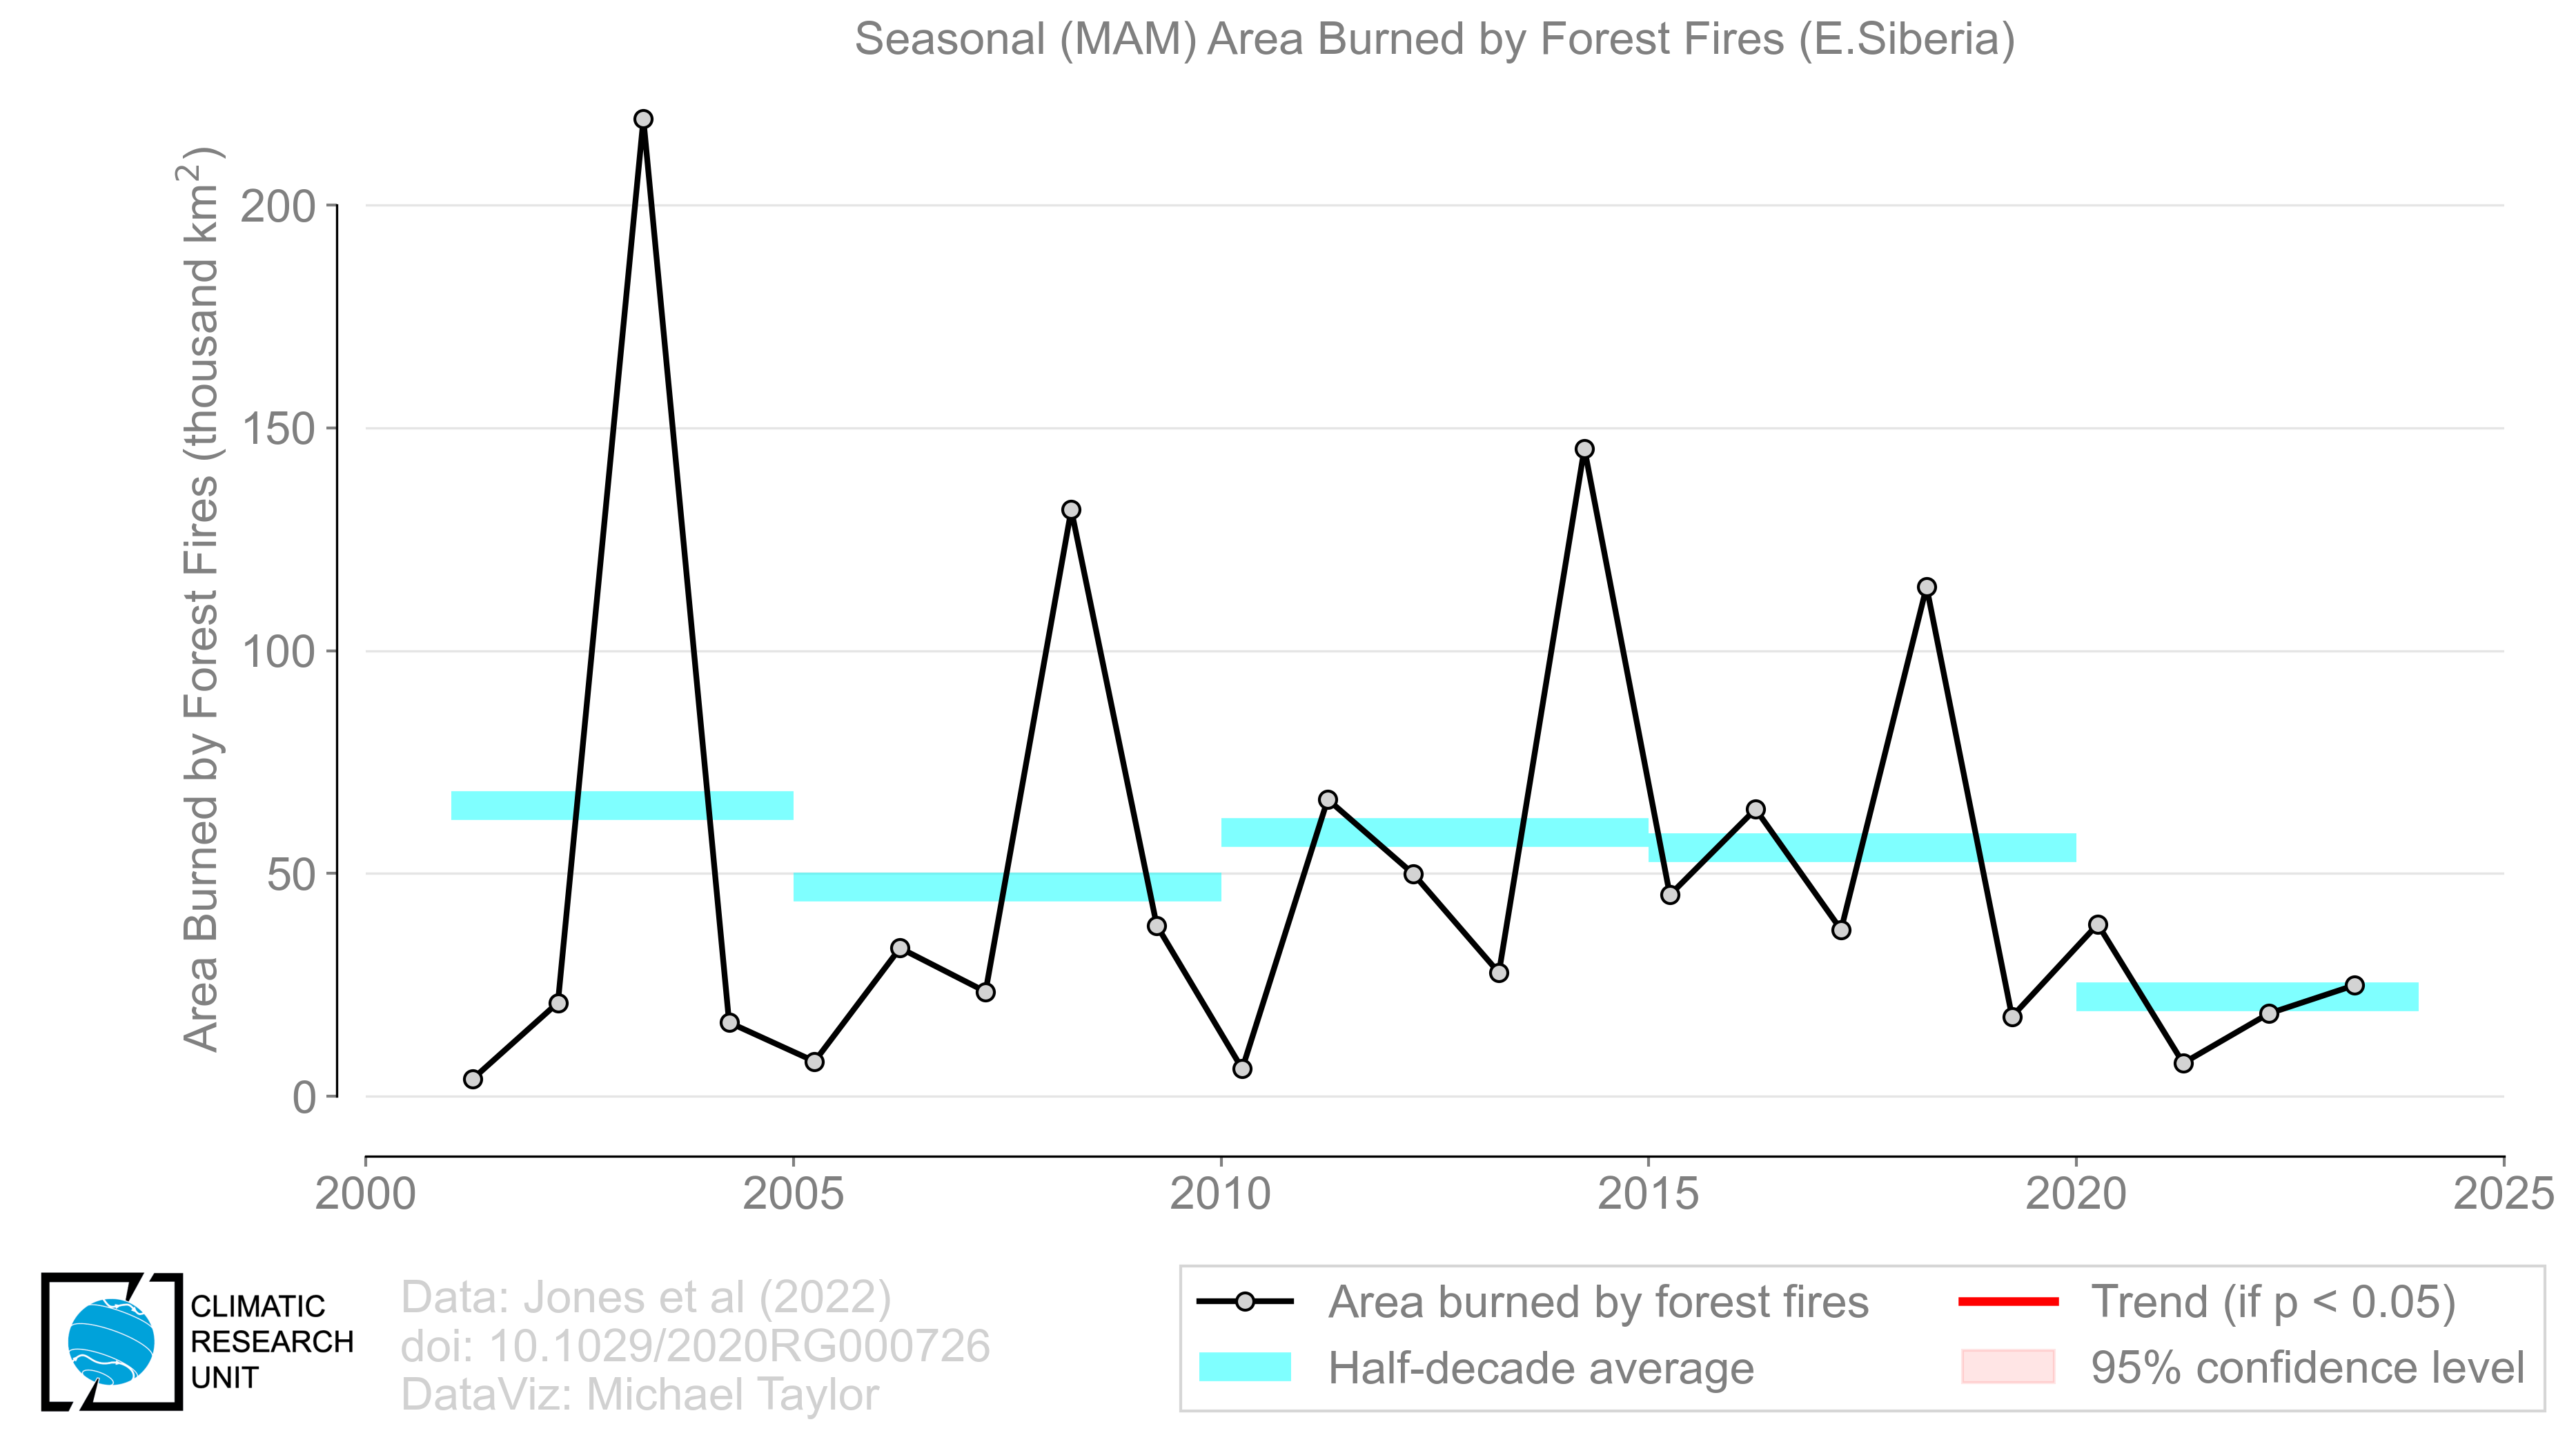 Seasonal (MAM) Area Burned by Forest Fires (E.Siberia)
Area Burned by Forest Fires (thousand km²)
200
150
100
50
0
2000
2005
2010
2015
2020
2025
CLIMATIC
RESEARCH
UNIT
Data: Jones et al (2022)
doi: 10.1029/2020RG000726
DataViz: Michael Taylor
Area burned by forest fires
Half-decade average
Trend (if p < 0.05)
95% confidence level